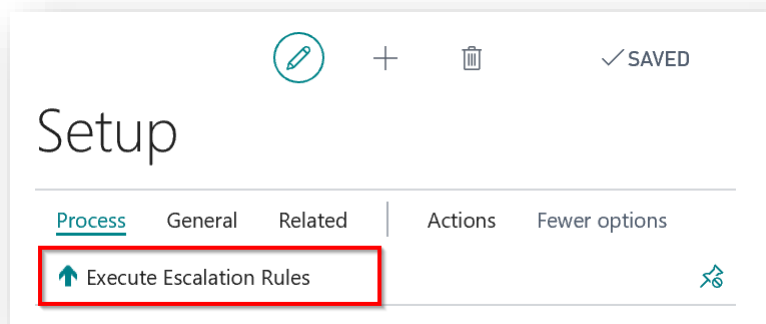 SAVED
Setup
Process General Related Actions Fewer options
Execute Escalation Rules